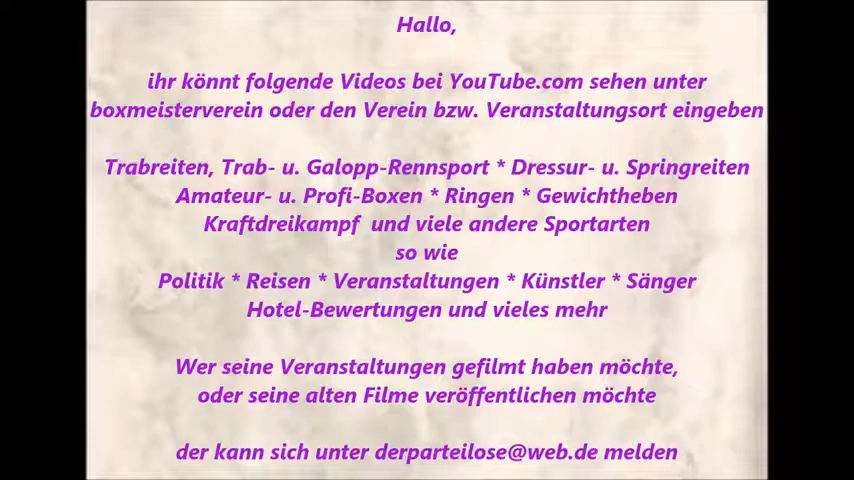 Hallo,
ihr könnt folgende Videos bei YouTube.com sehen unter
boxmeisterverein oder den Verein bzw. Veranstaltungsort eingeben
Trabreiten, Trab- u. Galopp-Rennsport * Dressur- u. Springreiten
Amateur- u. Profi-Boxen * Ringen * Gewichtheben
Kraftdreikampf und viele andere Sportarten
so wie
Politik * Reisen * Veranstaltungen * Künstler * Sänger
Hotel-Bewertungen und vieles mehr
Wer seine Veranstaltungen gefilmt haben möchte,
oder seine alten Filme veröffentlichen möchte
der kann sich unter derparteilose@web.de melden